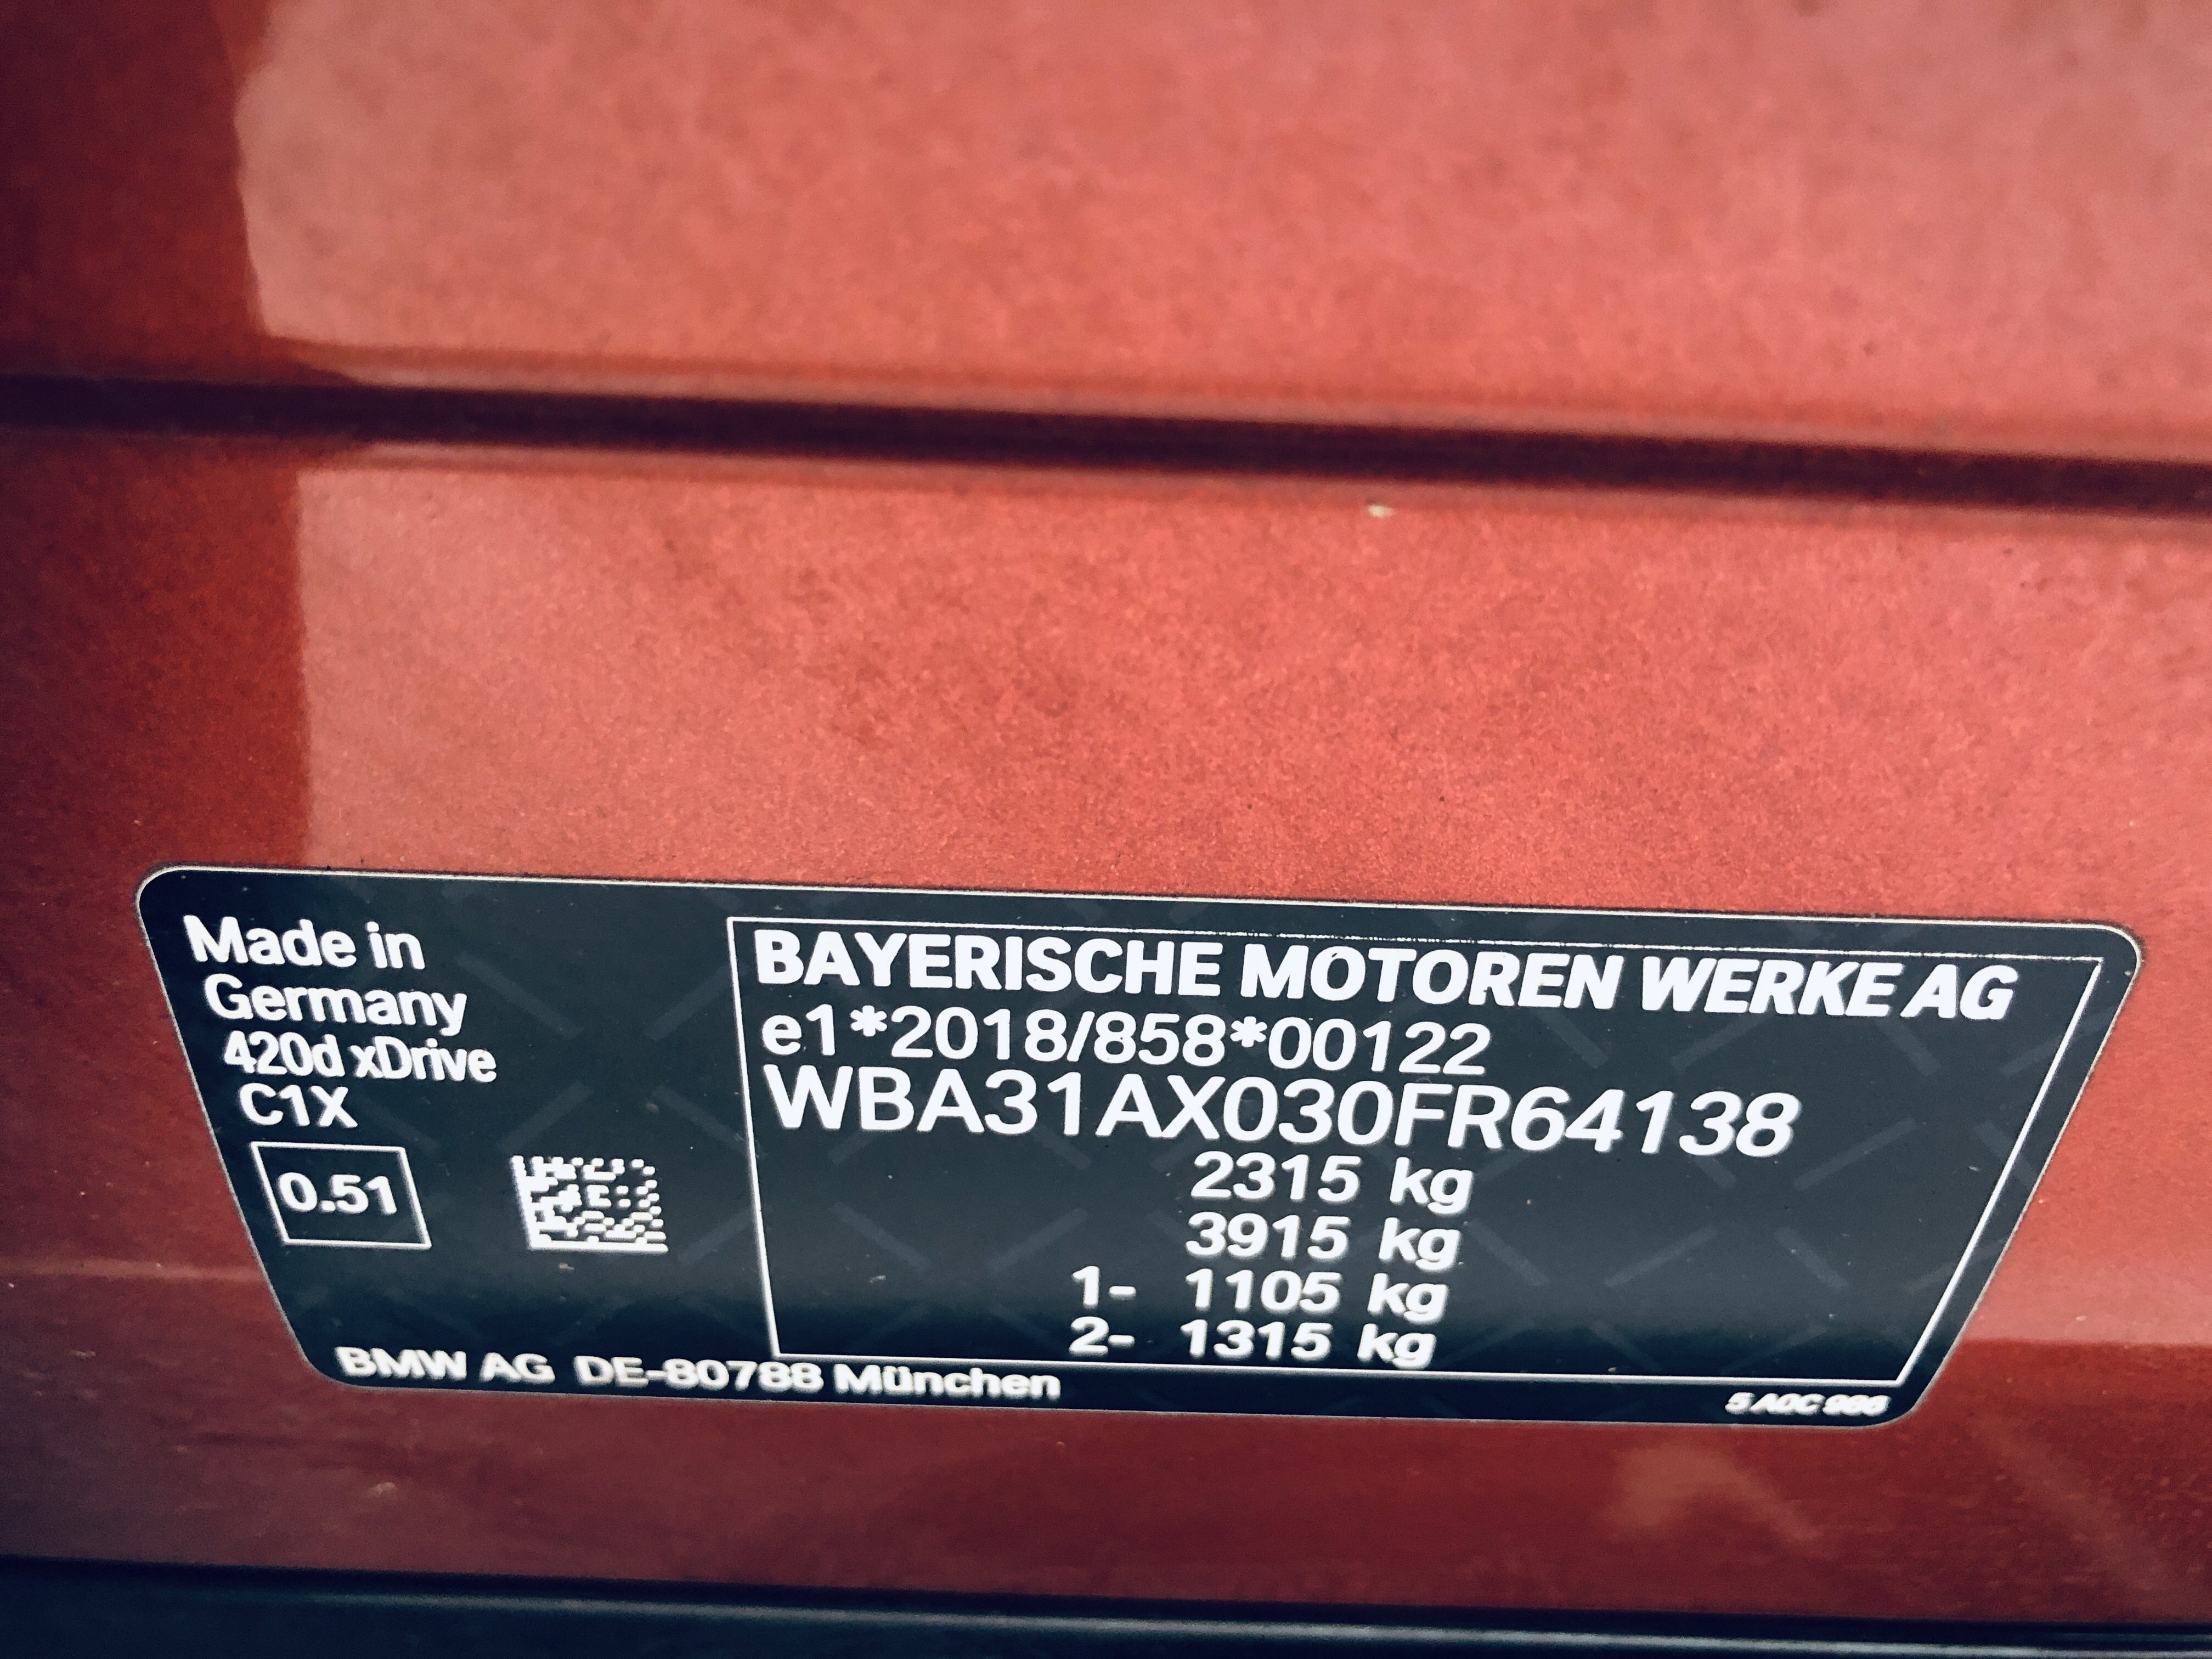 Made in
Germany
420d xDrive
C1X
0.51
BAYERISCHE MOTOREN WERKE AG
e1*2018/858*00122
WBA31AX030FR64138
2315 kg
3915 kg
1- 1105 kg
2- 1315 kg
BMW AG DE-80788 München